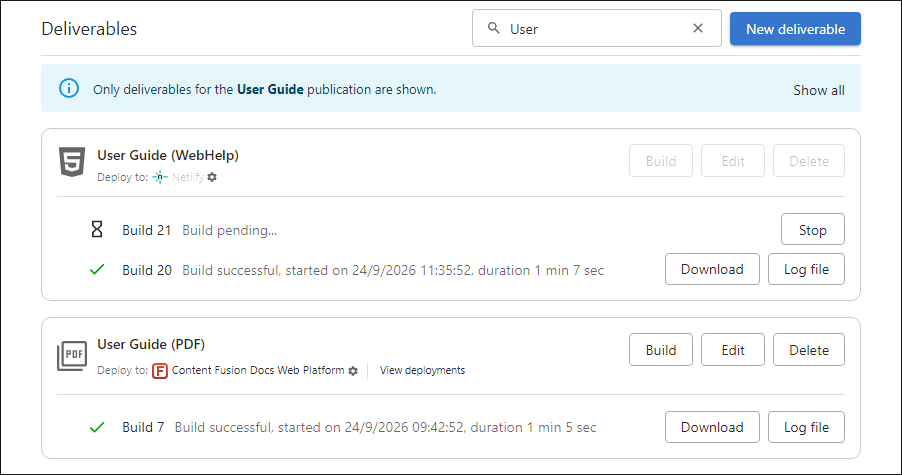 Deliverables
User
New deliverable
Only deliverables for the User Guide publication are shown.
Show all
User Guide (WebHelp)
Build
Edit
Delete
Deploy to: Netlify
Build 21 Build pending...
Stop
Build 20 Build successful, started on 24/9/2026 11:35:52, duration 1 min 7 sec
Download
Log file
PDF
User Guide (PDF)
Build
Edit
Delete
Deploy to: F Content Fusion Docs Web Platform
View deployments
Build 7 Build successful, started on 24/9/2026 09:42:52, duration 1 min 5 sec
Download
Log file